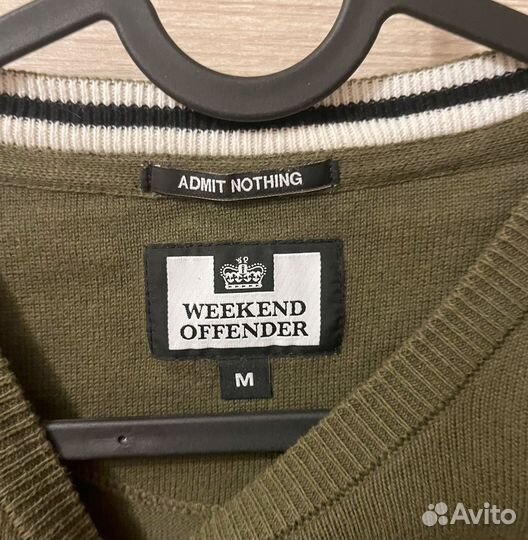 ADMIT NOTHING
WEEKEND
OFFENDER
M
Avito